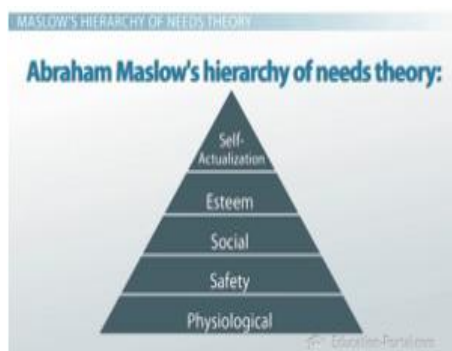 MASLOW'S HIERARCHY OF NEEDS THEORY
Abraham Maslow's hierarchy of needs theory:
Self-
Actualization
Esteem
Social
Safety
Physiological
Education-Portal.com